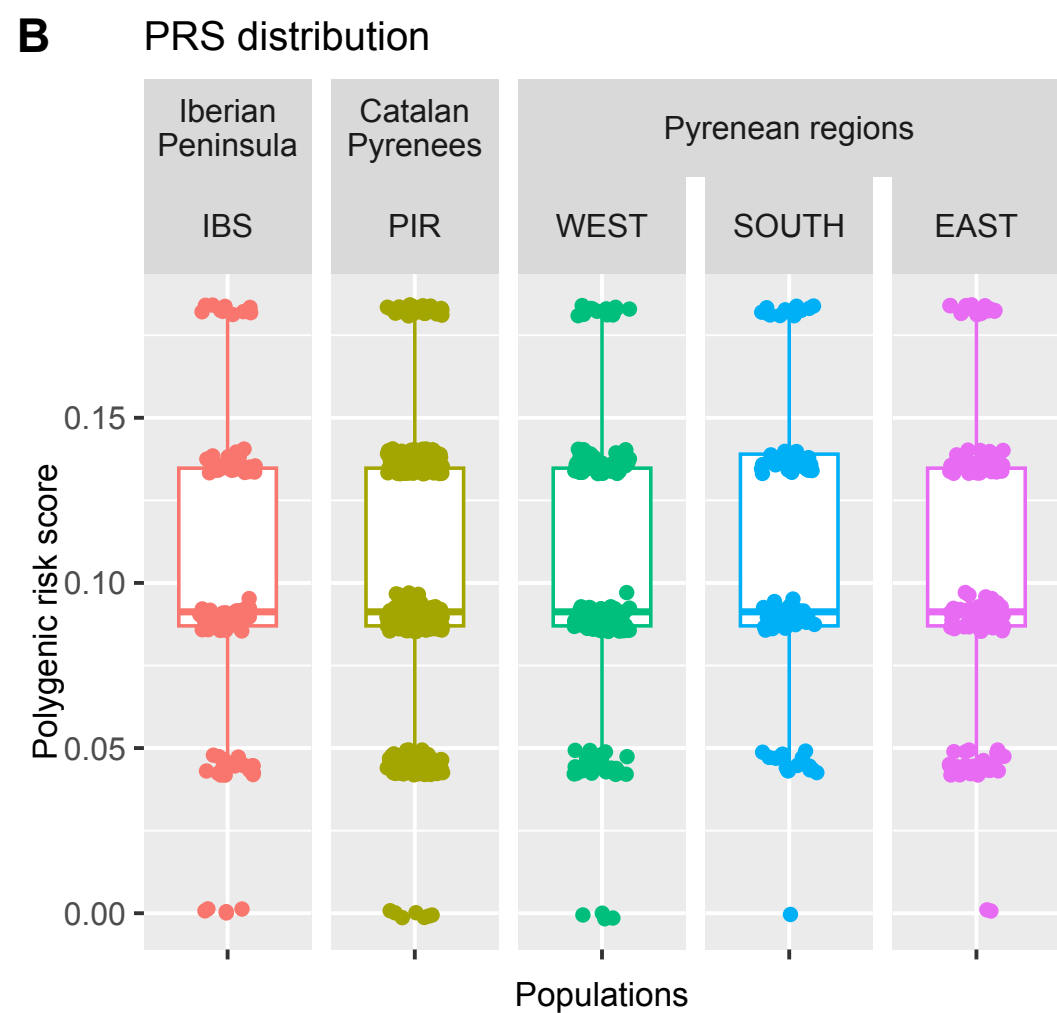 B PRS distribution
Iberian
Peninsula
Catalan
Pyrenees
Pyrenean regions
IBS
PIR
WEST
SOUTH
EAST
Polygenic risk score
0.15
0.10
0.05
0.00
Populations